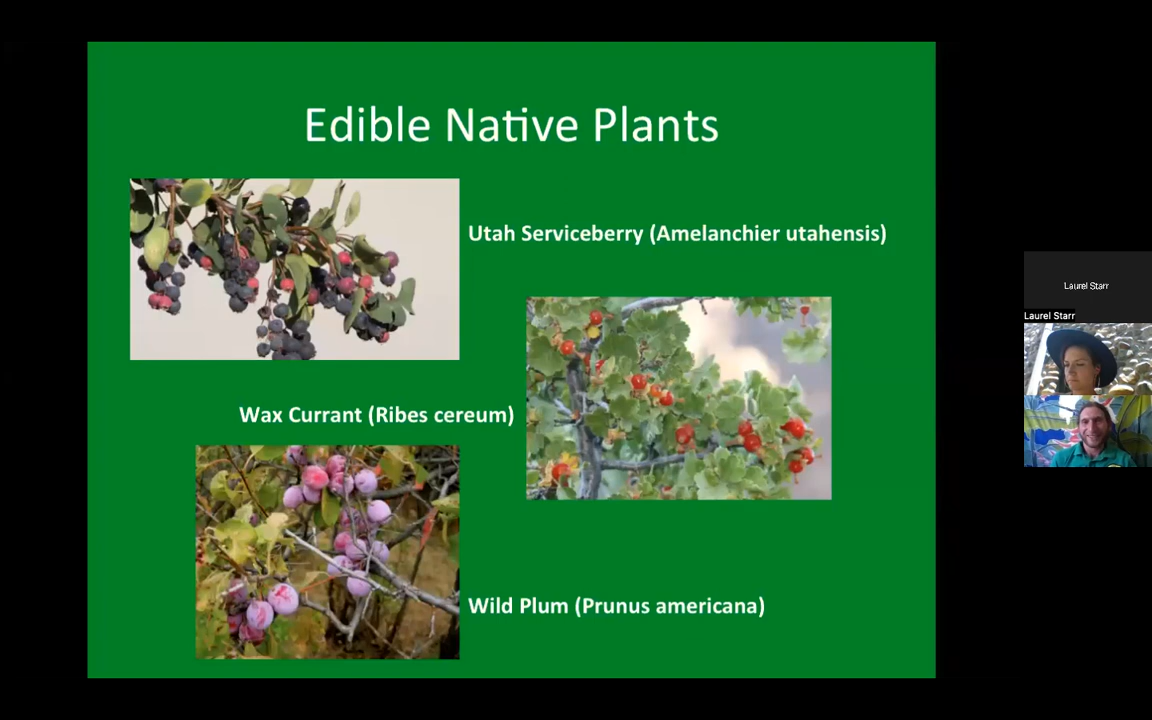 Edible Native Plants
Utah Serviceberry (Amelanchier utahensis)
Wax Currant (Ribes cereum)
Wild Plum (Prunus americana)
Laurel Starr
Laurel Starr